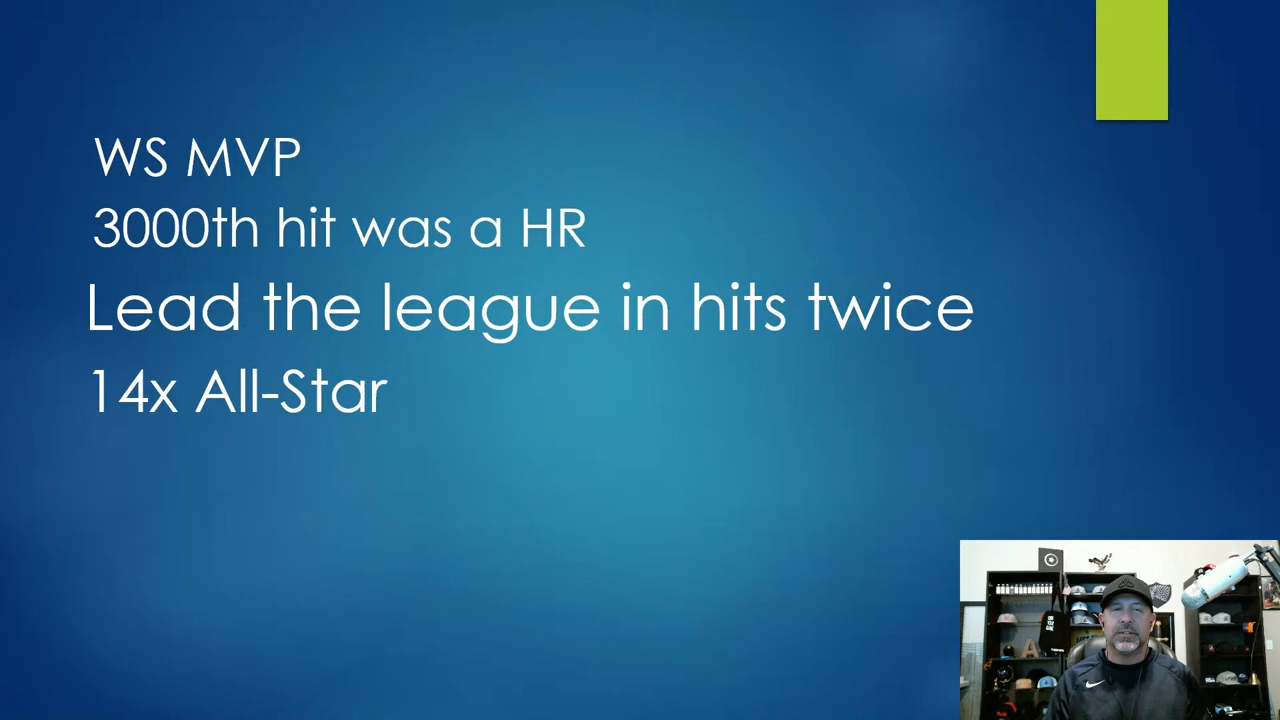 WS MVP
3000th hit was a HR
Lead the league in hits twice
14x All-Star
A